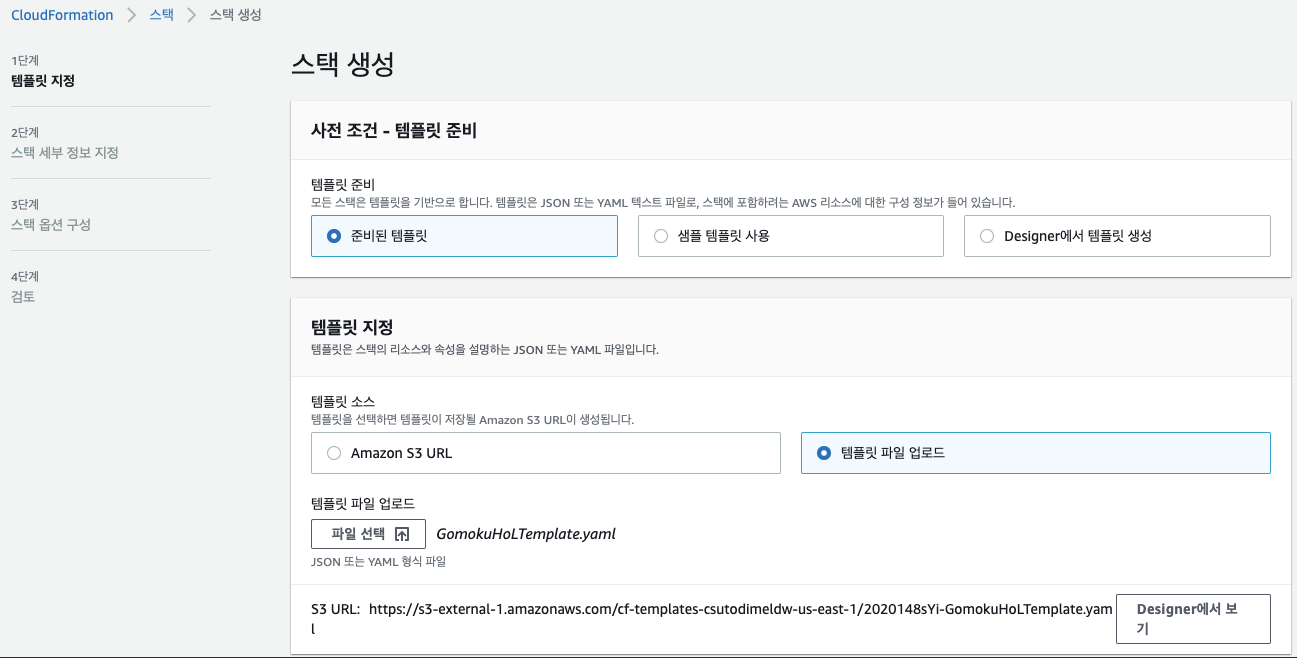 CloudFormation > 스택 > 스택 생성
1단계
템플릿 지정
2단계
스택 세부 정보 지정
3단계
스택 옵션 구성
4단계
검토
스택 생성
사전 조건 - 템플릿 준비
템플릿 준비
모든 스택은 템플릿을 기반으로 합니다. 템플릿은 JSON 또는 YAML 텍스트 파일로, 스택에 포함하려는 AWS 리소스에 대한 구성 정보가 들어 있습니다.
준비된 템플릿 샘플 템플릿 사용 Designer에서 템플릿 생성
템플릿 지정
템플릿은 스택의 리소스와 속성을 설명하는 JSON 또는 YAML 파일입니다.
템플릿 소스
템플릿을 선택하면 템플릿이 저장될 Amazon S3 URL이 생성됩니다.
Amazon S3 URL 템플릿 파일 업로드
템플릿 파일 업로드
파일 선택 GomokuHoLTemplate.yaml
JSON 또는 YAML 형식 파일
S3 URL: https://s3-external-1.amazonaws.com/cf-templates-csutodimeldw-us-east-1/2020148sYi-GomokuHoLTemplate.yam
l
Designer에서 보
기